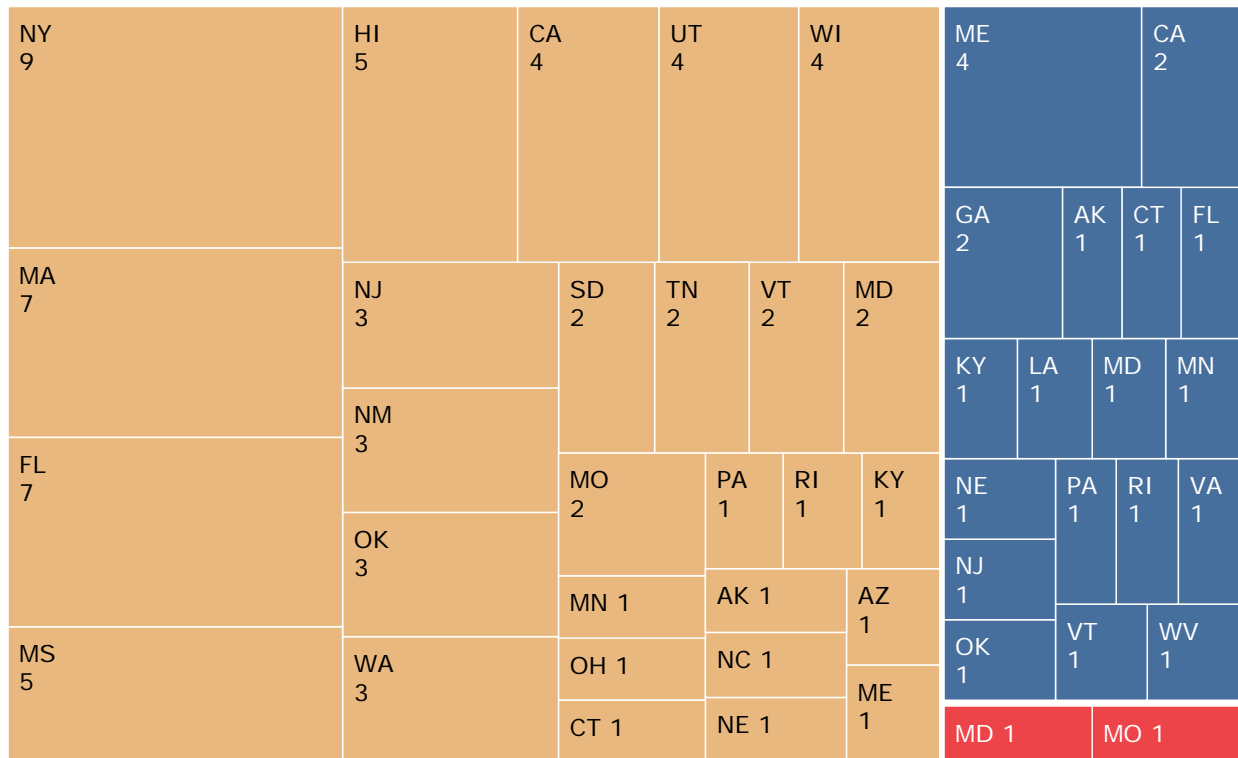 NY
9
MA
7
FL
7
MS
5
HI
5
CA
4
UT
4
WI
4
NJ
3
NM
3
OK
3
WA
3
SD
2
TN
2
VT
2
MD
2
MO
2
MN 1
OH 1
CT 1
PA
1
RI
1
KY
1
AK 1
NC 1
NE 1
AZ
1
ME
1
ME
4
CA
2
GA
2
AK
1
CT
1
FL
1
KY
1
LA
1
MD
1
MN
1
NE
1
NJ
1
OK
1
PA
1
RI
1
VA
1
VT
1
WV
1
MD 1
MO 1